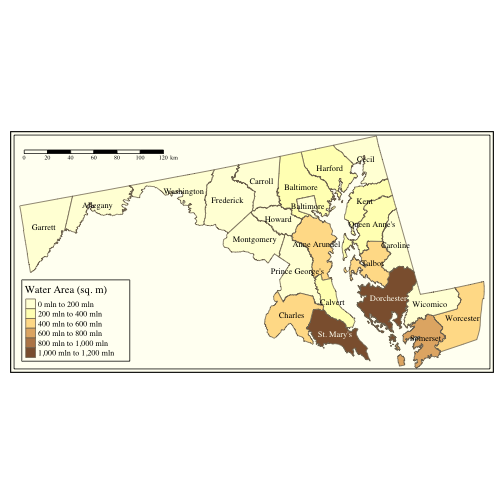 Cecil
Harford
Carroll
Baltimore
Washington
Allegany
Frederick
Kent
Baltimore
Garrett
Howard
Queen Anne's
Montgomery
Anne Arundel
Caroline
Talbot
Prince George's
Dorchester
Calvert
Wicomico
Charles
Worcester
St. Mary's
Somerset
0 20 40 60 80 100 120 km
Water Area (sq. m)
0 mln to 200 mln
200 mln to 400 mln
400 mln to 600 mln
600 mln to 800 mln
800 mln to 1,000 mln
1,000 mln to 1,200 mln